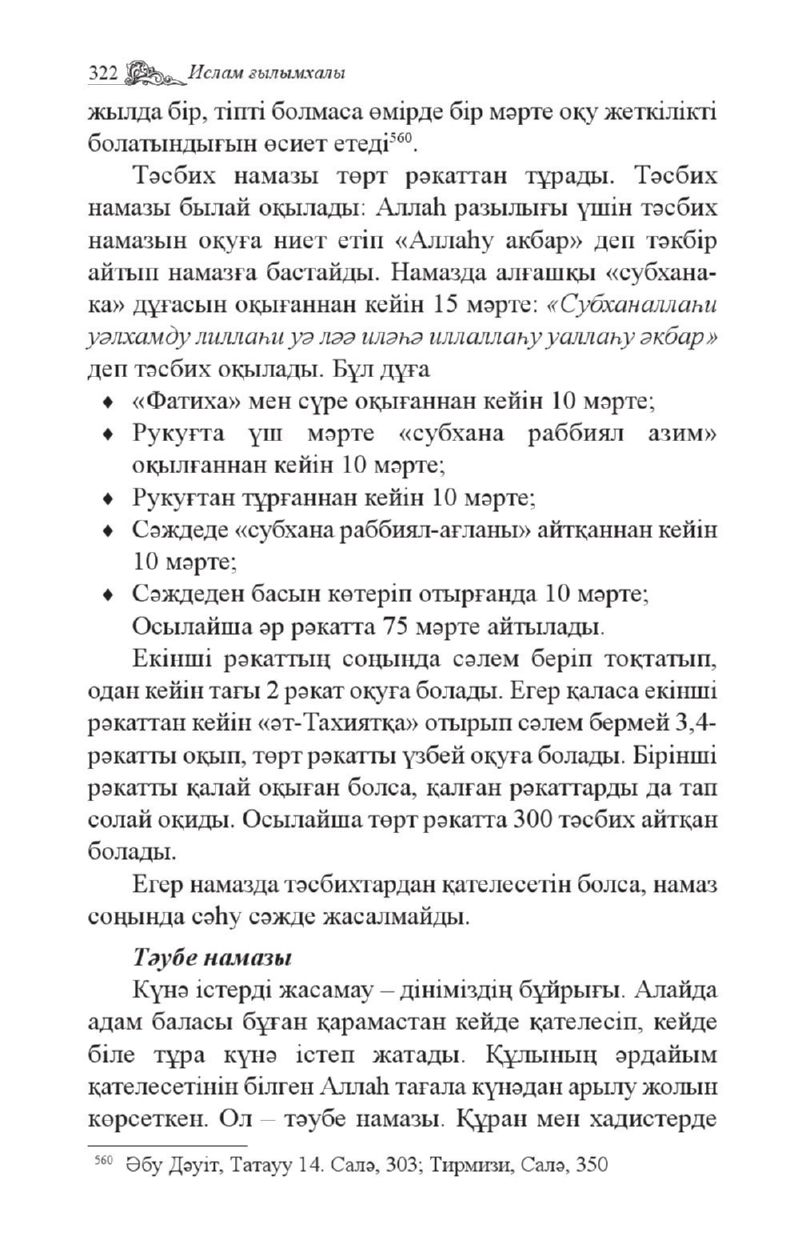 322 Ислам ғылымхалы
жылда бір, тіпті болмаса өмірде бір мәрте оқу жеткілікті
болатындығын өсиет етеді⁵⁶⁰.
Тәсбих намазы төрт рәкаттан тұрады. Тәсбих
намазы былай оқылады: Аллаһ разылығы үшін тәсбих
намазын оқуға ниет етіп «Аллаһу акбар» деп тәкбір
айтып намазға бастайды. Намазда алғашқы «субхана-
ка» дұғасын оқығаннан кейін 15 мәрте: «Субханаллаһи
уәлхамду лиллаһи уә ләә иләһә иллаллаһу уаллаһу әкбар»
деп тәсбих оқылады. Бұл дұға
♦ «Фатиха» мен сүре оқығаннан кейін 10 мәрте;
♦ Рукуғта үш мәрте «субхана раббиял азим»
оқылғаннан кейін 10 мәрте;
♦ Рукуғтан тұрғаннан кейін 10 мәрте;
♦ Сәждеде «субхана раббиял-ағланы» айтқаннан кейін
10 мәрте;
♦ Сәждеден басын көтеріп отырғанда 10 мәрте;
Осылайша әр рәкатта 75 мәрте айтылады.
Екінші рәкаттың соңында сәлем беріп тоқтатып,
одан кейін тағы 2 рәкат оқуға болады. Егер қаласа екінші
рәкаттан кейін «әт-Тахиятқа» отырып сәлем бермей 3,4-
рәкатты оқып, төрт рәкатты үзбей оқуға болады. Бірінші
рәкатты қалай оқыған болса, қалған рәкаттарды да тап
солай оқиды. Осылайша төрт рәкатта 300 тәсбих айтқан
болады.
Егер намазда тәсбихтардан қателесетін болса, намаз
соңында сәһу сәжде жасалмайды.
Тәубе намазы
Күнә істерді жасамау – дініміздің бұйрығы. Алайда
адам баласы бұған қарамастан кейде қателесіп, кейде
біле тұра күнә істеп жатады. Құлының әрдайым
қателесетінін білген Аллаһ тағала күнәдан арылу жолын
көрсеткен. Ол – тәубе намазы. Құран мен хадистерде
⁵⁶⁰ Әбу Дәуіт, Татауу 14. Салә, 303; Тирмизи, Салә, 350